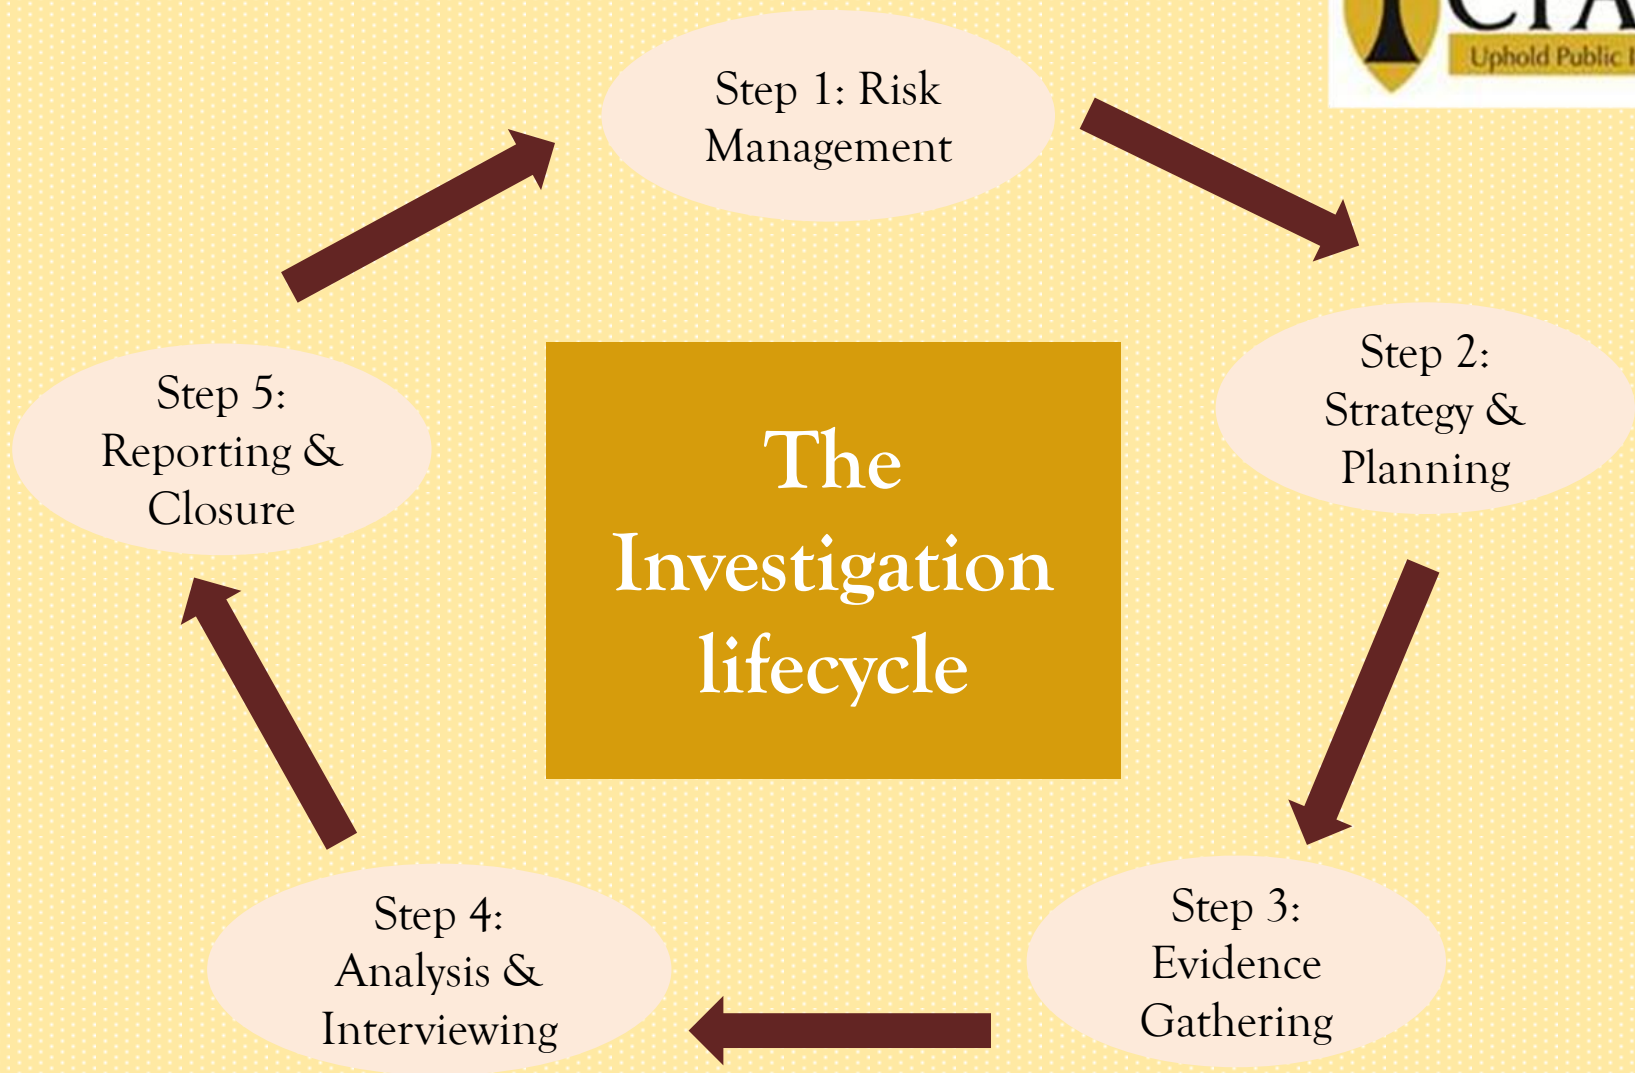 Uphold Public
Step 1: Risk
Management
Step 2:
Strategy &
Planning
Step 3:
Evidence
Gathering
Step 4:
Analysis &
Interviewing
Step 5:
Reporting &
Closure
The
Investigation
lifecycle